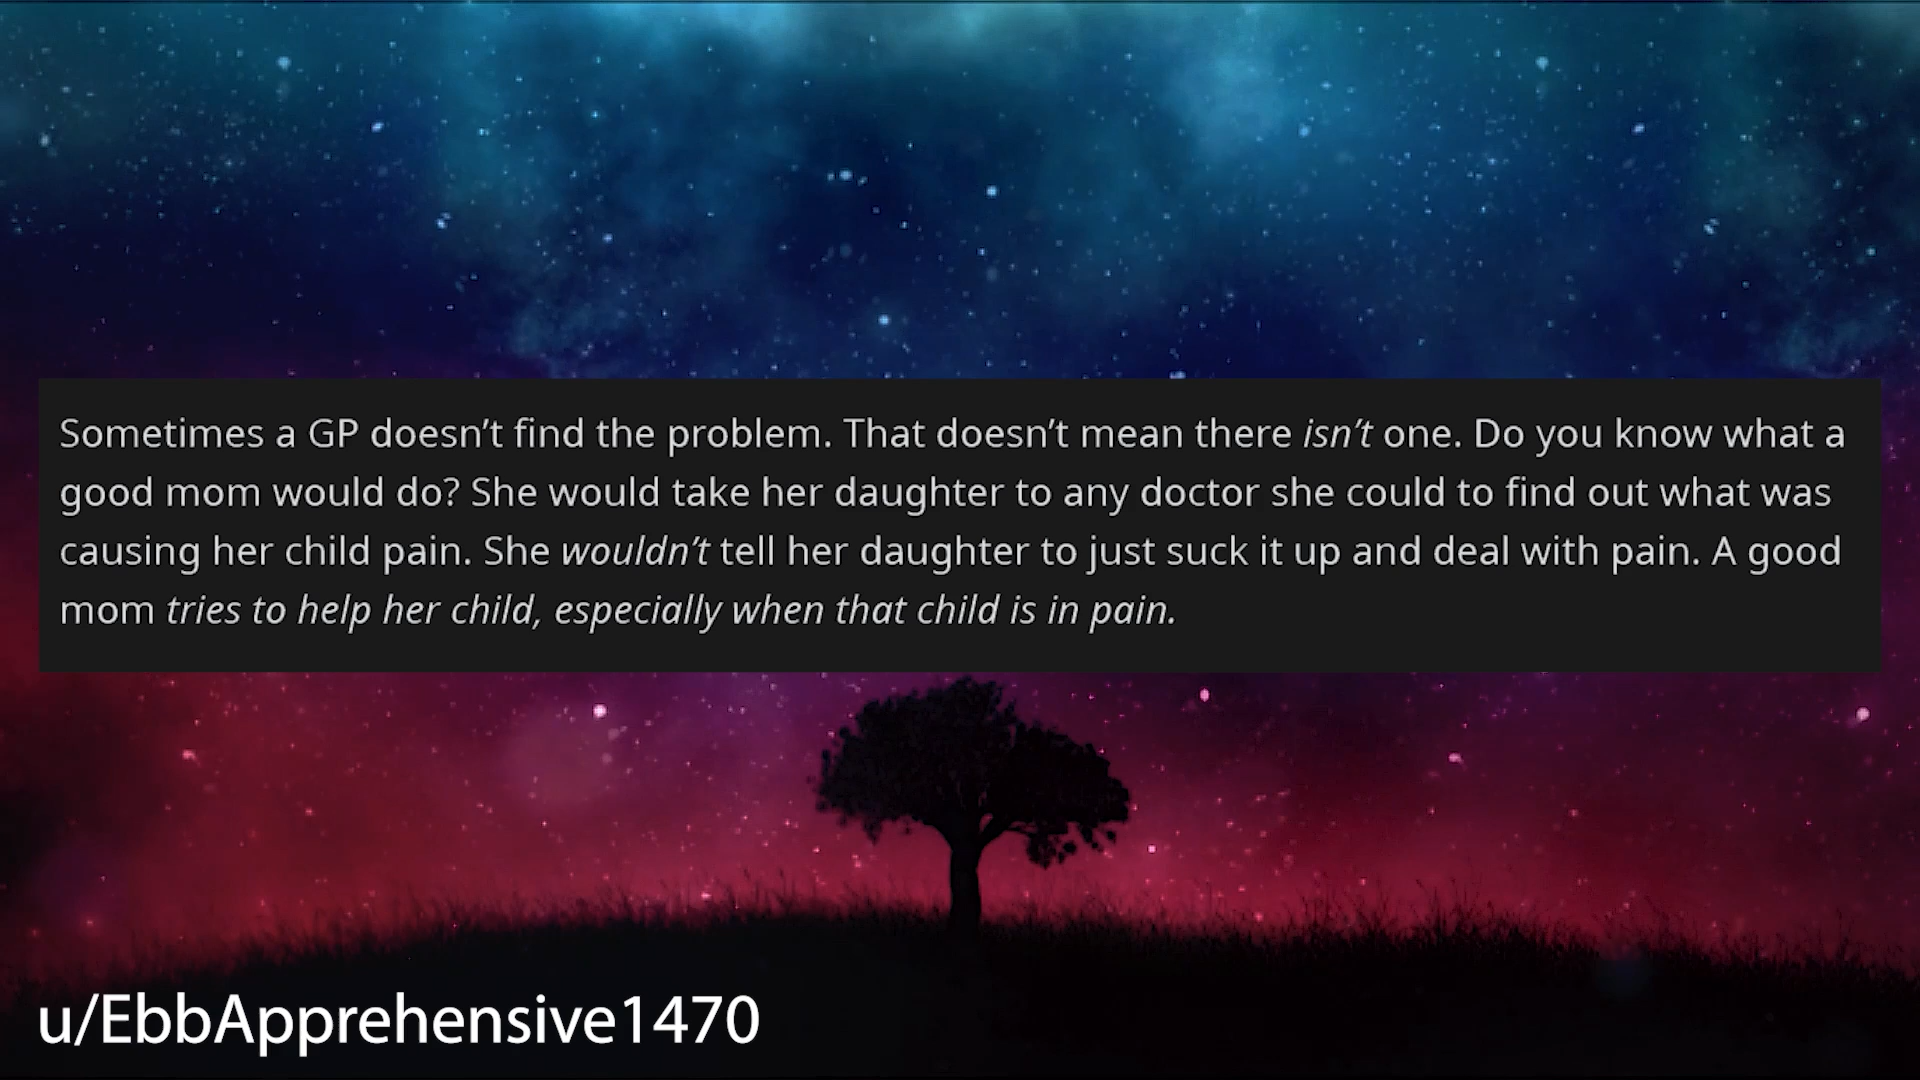 Sometimes a GP doesn’t find the problem. That doesn’t mean there isn’t one. Do you know what a
good mom would do? She would take her daughter to any doctor she could to find out what was
causing her child pain. She wouldn’t tell her daughter to just suck it up and deal with pain. A good
mom tries to help her child, especially when that child is in pain.
u/EbbApprehensive1470